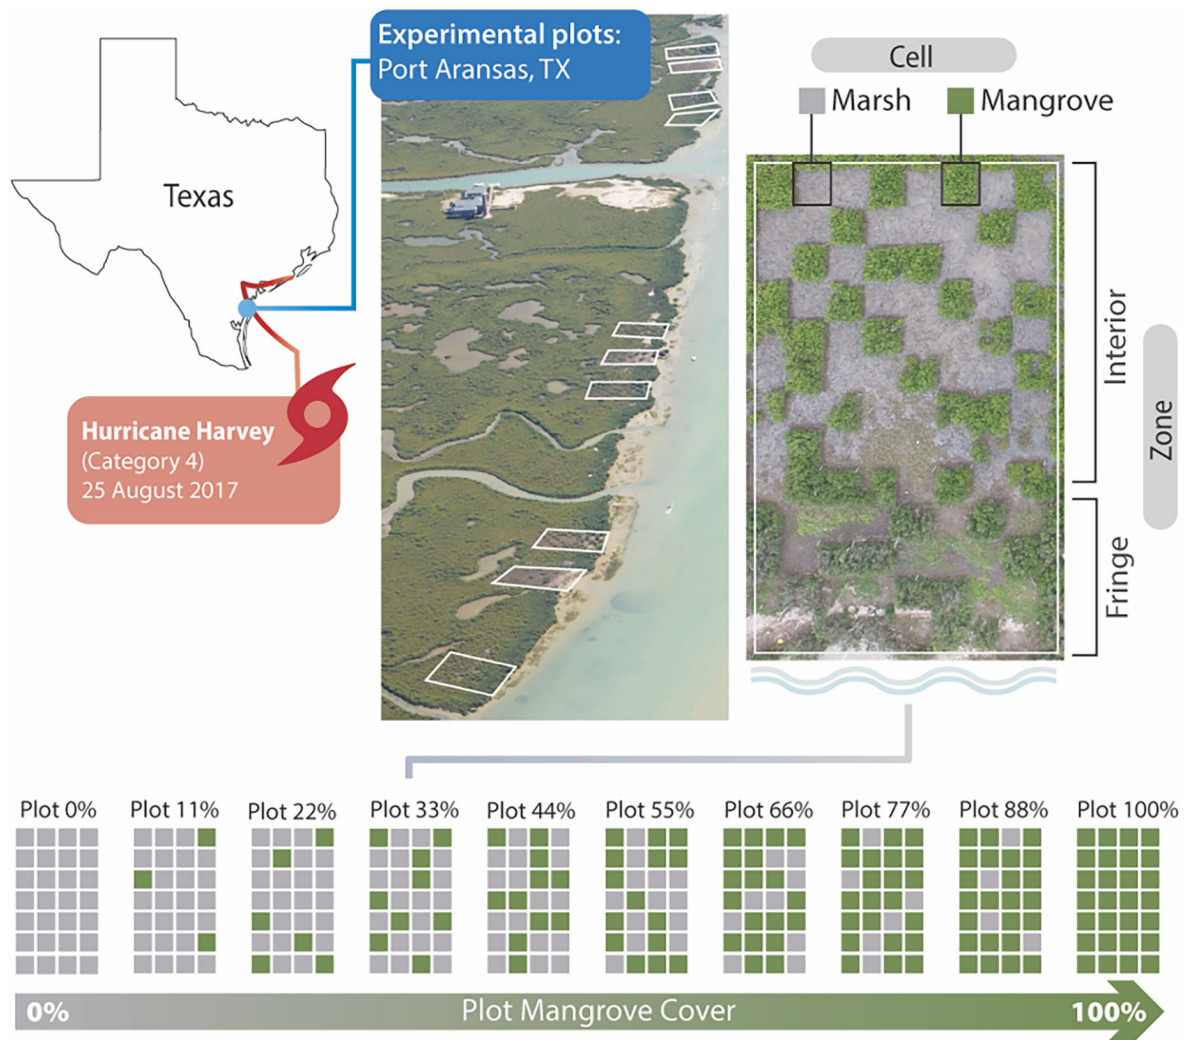 Experimental plots:
Port Aransas, TX
Texas
Hurricane Harvey
(Category 4)
25 August 2017
Cell
Marsh
Mangrove
Interior
Zone
Fringe
Plot 0%
Plot 11%
Plot 22%
Plot 33%
Plot 44%
Plot 55%
Plot 66%
Plot 77%
Plot 88%
Plot 100%
0%
Plot Mangrove Cover
100%